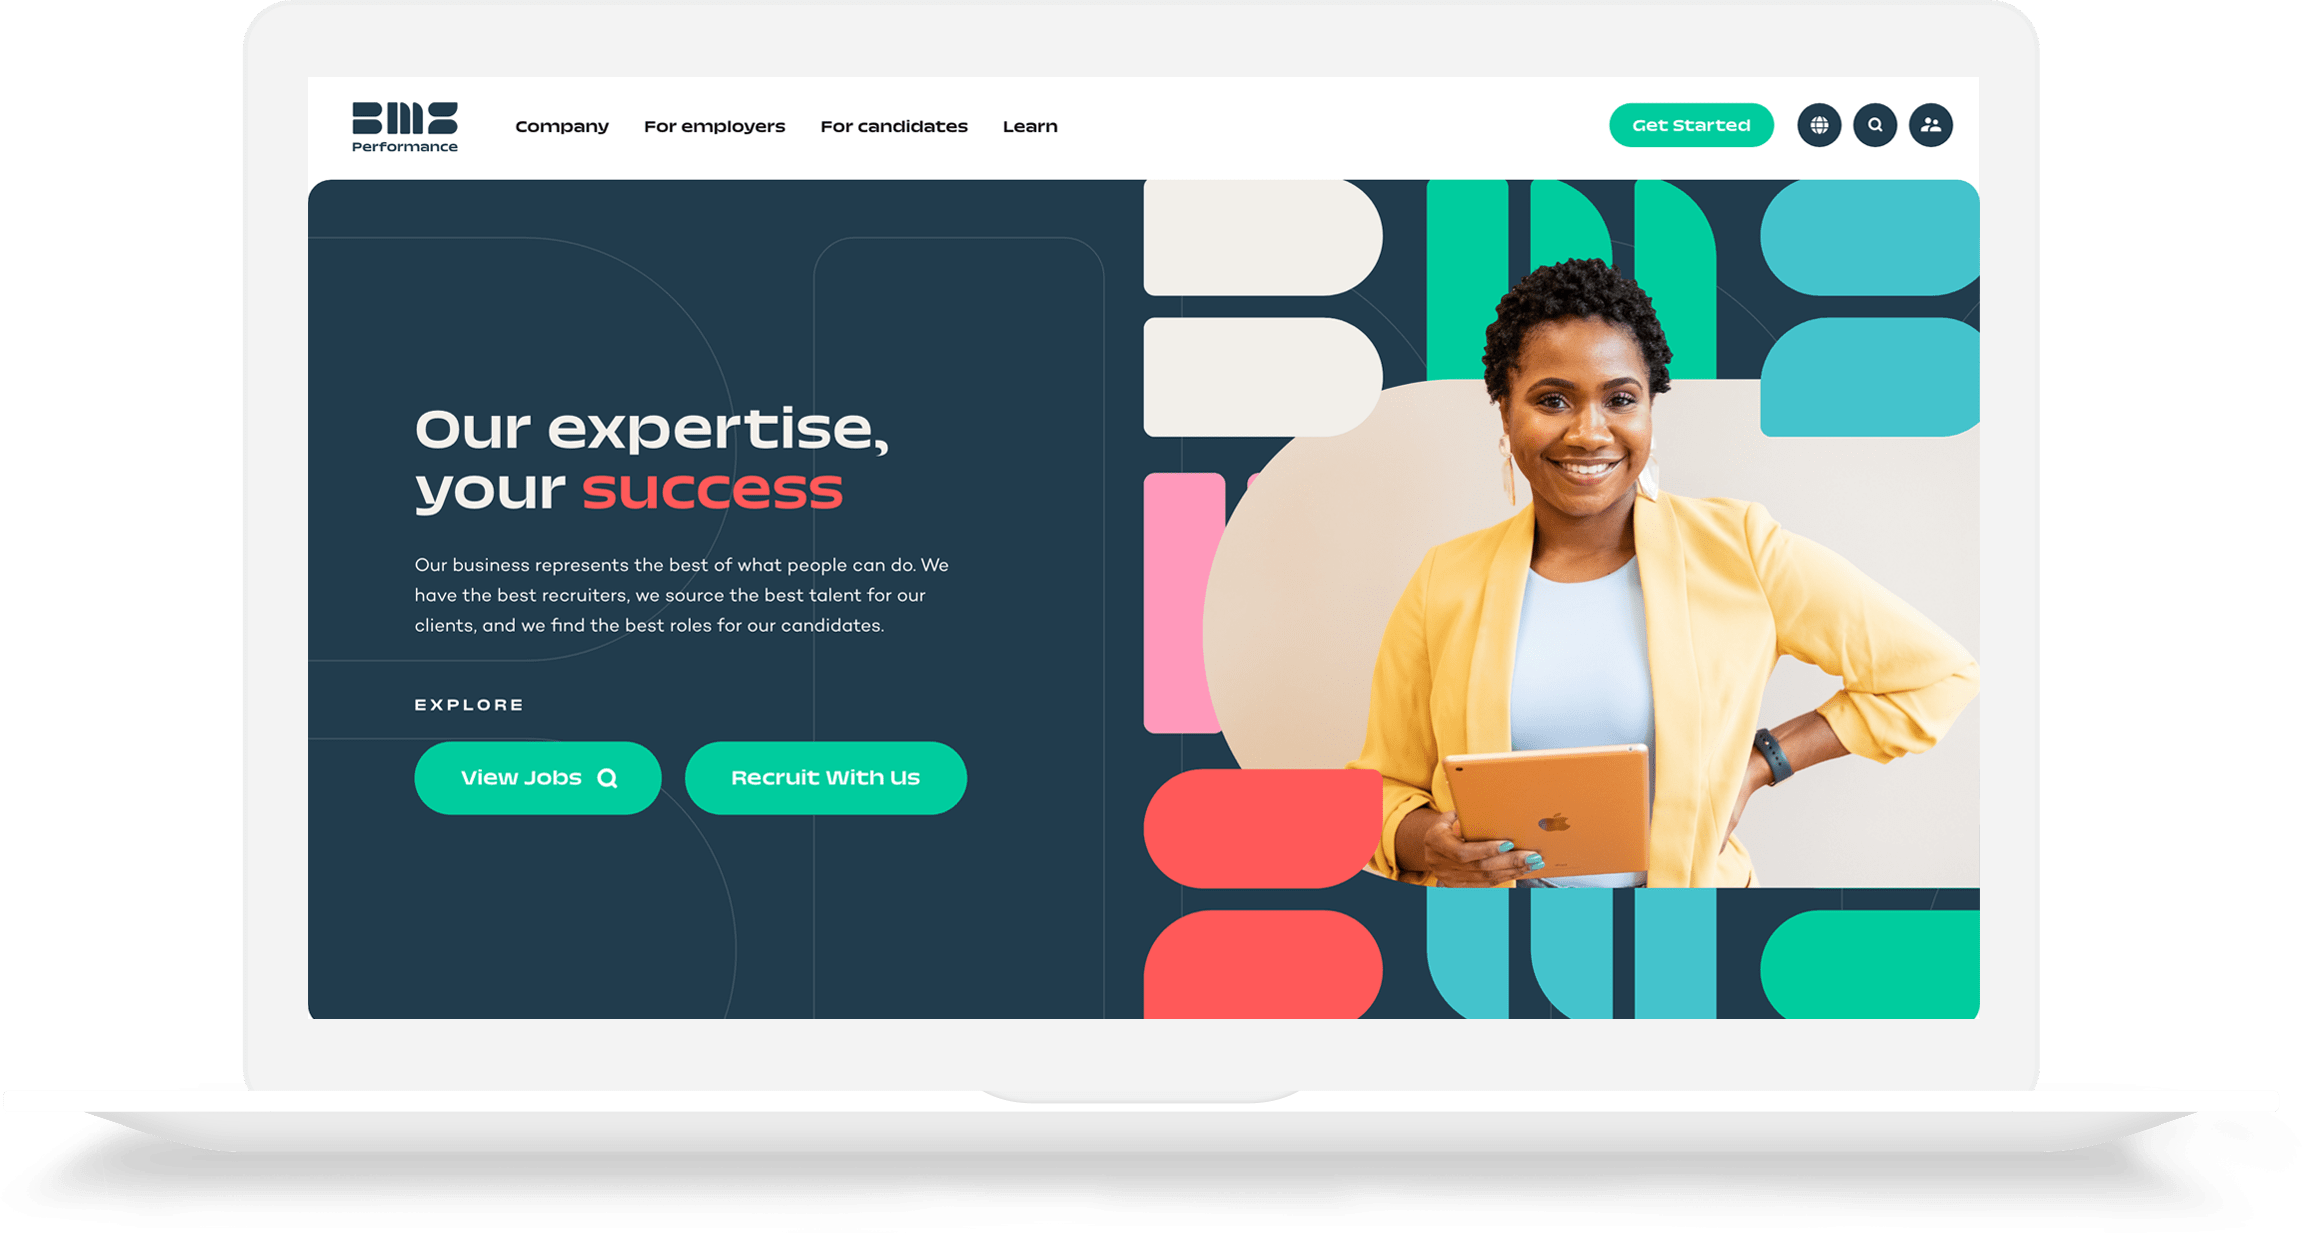 BMS
Performance
Company
For employers
For candidates
Learn
Get Started
Our expertise,
your success
Our business represents the best of what people can do. We
have the best recruiters, we source the best talent for our
clients, and we find the best roles for our candidates.
EXPLORE
View Jobs
Recruit With Us